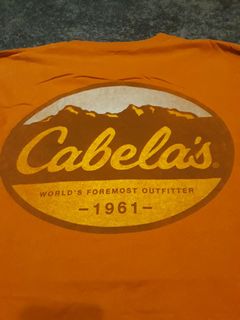 Cabela's®
WORLD'S FOREMOST OUTFITTER
-1961-